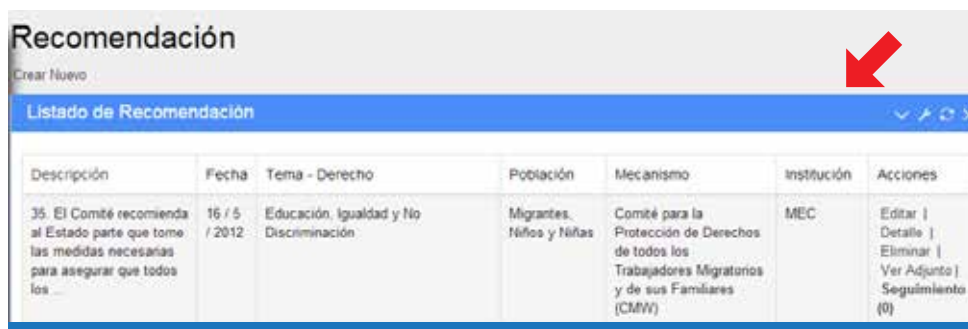 Recomendación
Crear Nuevo
Listado de Recomendación
Descripción Fecha Tema - Derecho Población Mecanismo Institución Acciones
35. El Comité recomienda
al Estado parte que tome
las medidas necesarias
para asegurar que todos
los ...
16 / 5
/ 2012
Educación, Igualdad y No
Discriminación
Migrantes,
Niños y Niñas
Comité para la
Protección de Derechos
de todos los
Trabajadores Migratorios
y de sus Familiares
(CMW)
MEC
Editar |
Detalle |
Eliminar |
Ver Adjunto |
Seguimiento
(0)